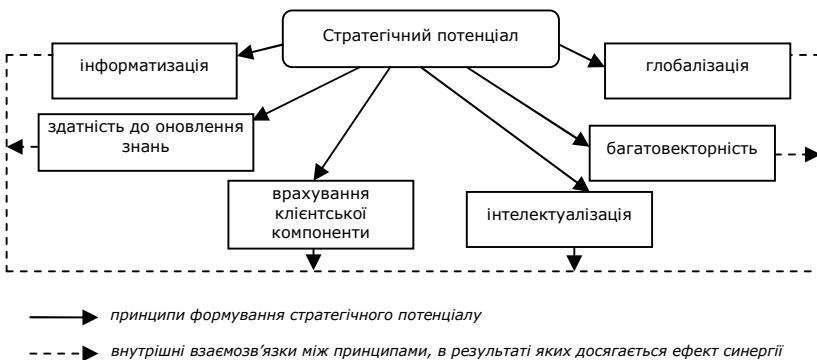 Стратегічний потенціал
інформатизація
глобалізація
здатність до оновлення
знань
багатовекторність
врахування
клієнтської
компоненти
інтелектуалізація
принципи формування стратегічного потенціалу
внутрішні взаємозв’язки між принципами, в результаті яких досягається ефект синергії